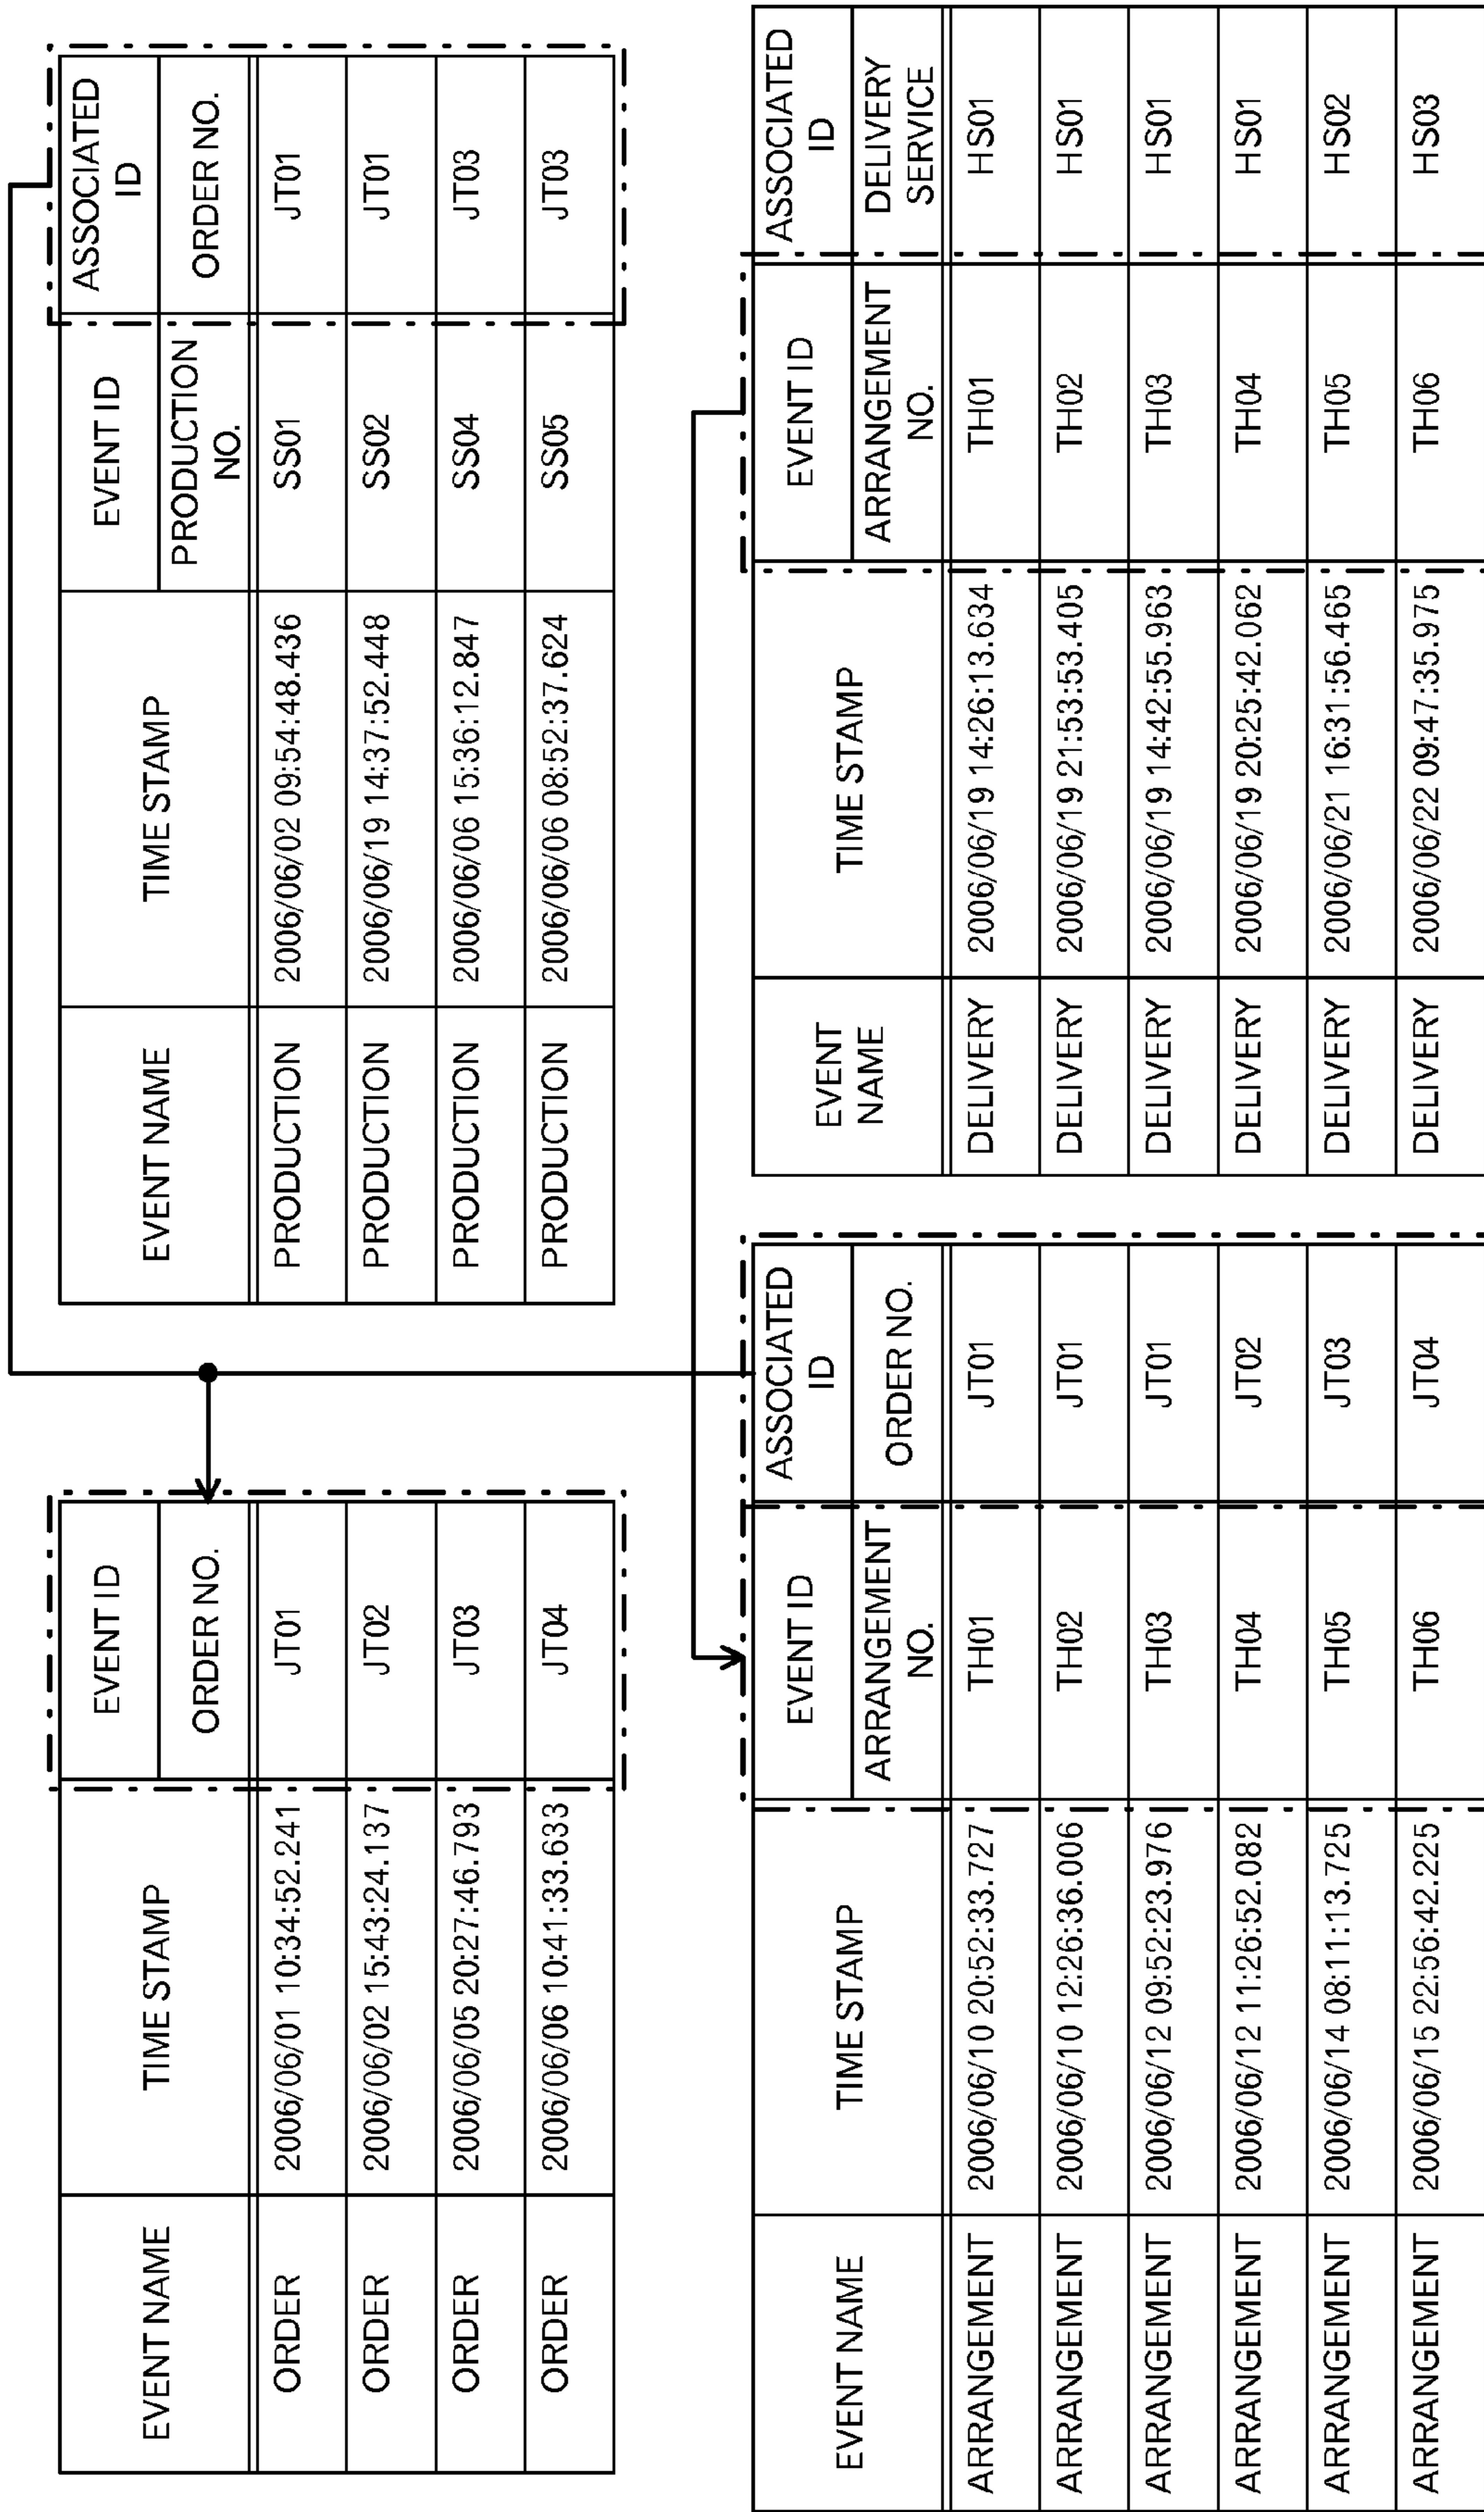 EVENT NAME TIME STAMP EVENT ID
ORDER NO.
ORDER 2006/06/01 10:34:52.241 JT01
ORDER 2006/06/02 15:43:24.137 JT02
ORDER 2006/06/05 20:27:46.793 JT03
ORDER 2006/06/06 10:41:33.633 JT04
EVENT NAME TIME STAMP EVENT ID ASSOCIATED
ID
PRODUCTION
NO. ORDER NO.
PRODUCTION 2006/06/02 09:54:48.436 SS01 JT01
PRODUCTION 2006/06/19 14:37:52.448 SS02 JT01
PRODUCTION 2006/06/06 15:36:12.847 SS04 JT03
PRODUCTION 2006/06/06 08:52:37.624 SS05 JT03
EVENT NAME TIME STAMP EVENT ID ASSOCIATED
ID
ARRANGEMENT
NO. ORDER NO.
ARRANGEMENT 2006/06/10 20:52:33.727 TH01 JT01
ARRANGEMENT 2006/06/10 12:26:36.006 TH02 JT01
ARRANGEMENT 2006/06/12 09:52:23.976 TH03 JT01
ARRANGEMENT 2006/06/12 11:26:52.082 TH04 JT02
ARRANGEMENT 2006/06/14 08:11:13.725 TH05 JT03
ARRANGEMENT 2006/06/15 22:56:42.225 TH06 JT04
EVENT
NAME TIME STAMP EVENT ID ASSOCIATED
ID
ARRANGEMENT
NO. DELIVERY
SERVICE
DELIVERY 2006/06/19 14:26:13.634 TH01 HS01
DELIVERY 2006/06/19 21:53:53.405 TH02 HS01
DELIVERY 2006/06/19 14:42:55.963 TH03 HS01
DELIVERY 2006/06/19 20:25:42.062 TH04 HS01
DELIVERY 2006/06/21 16:31:56.465 TH05 HS02
DELIVERY 2006/06/22 09:47:35.975 TH06 HS03